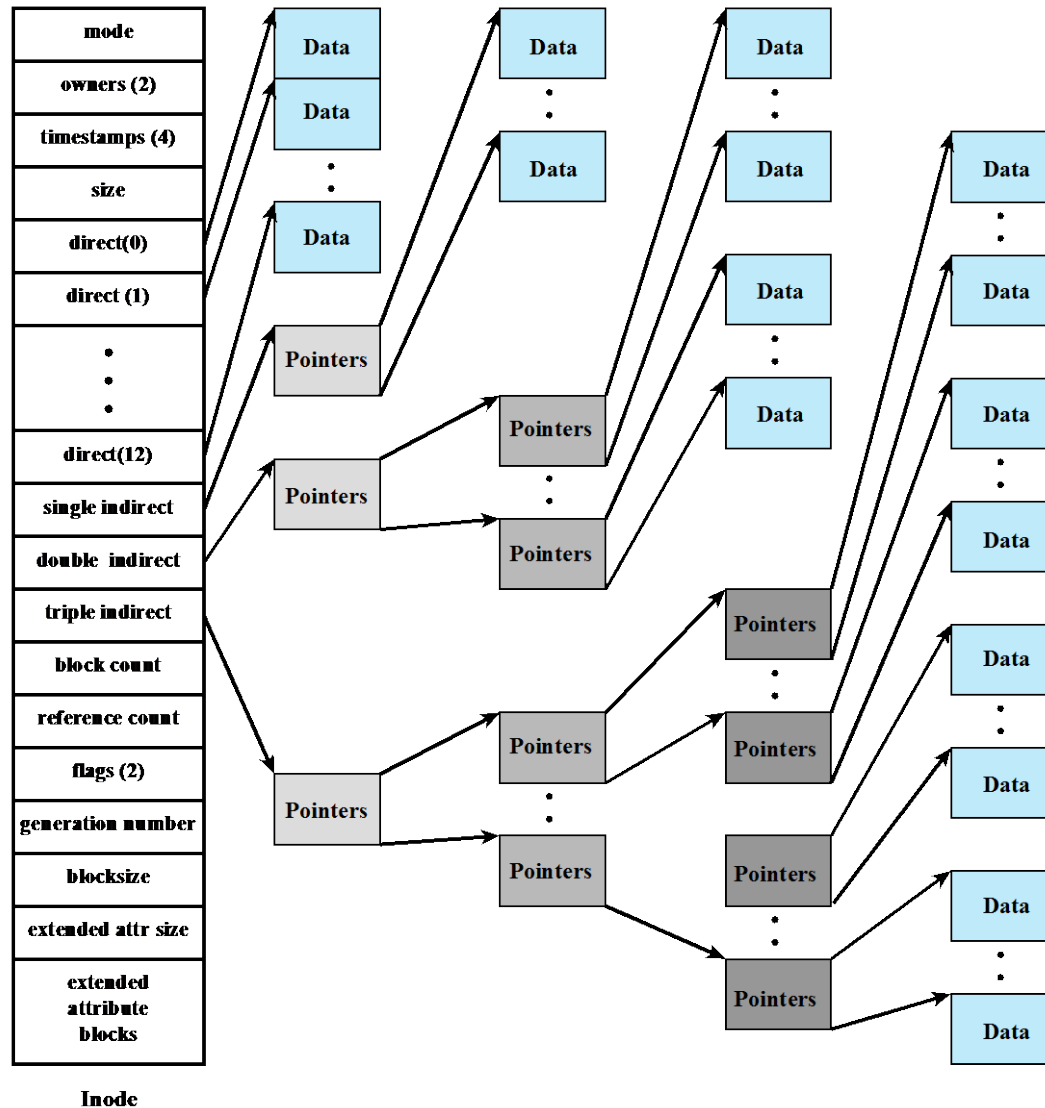 mode
owners (2)
timestamps (4)
size
direct(0)
direct (1)
direct(12)
single indirect
double indirect
triple indirect
block count
reference count
flags (2)
generation number
blocksize
extended attr size
extended
attribute
blocks
Inode
Data
Data
Data
Pointers
Pointers
Pointers
Data
Data
Pointers
Pointers
Pointers
Pointers
Data
Data
Data
Data
Pointers
Pointers
Pointers
Pointers
Data
Data
Data
Data
Data
Data
Data
Data